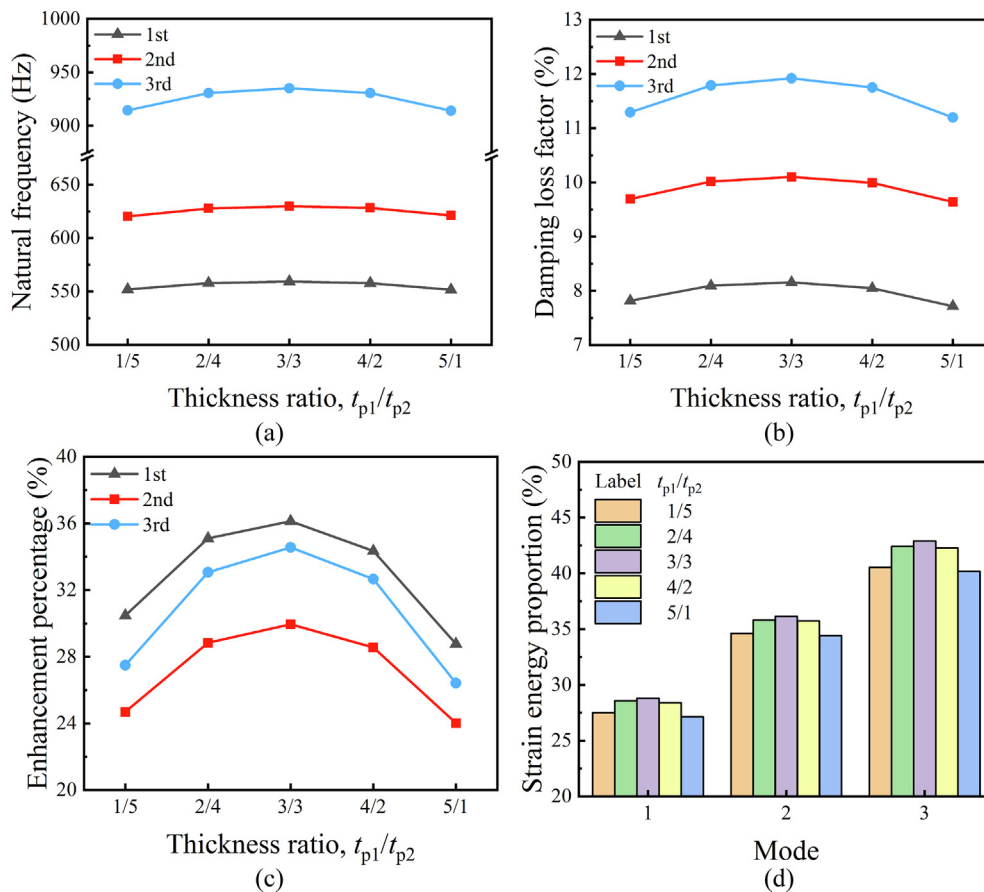 1000
950
900
650
600
550
500
Natural frequency (Hz)
1st
2nd
3rd
1/5 2/4 3/3 4/2 5/1
Thickness ratio, tp1/tp2
(a)
13
12
11
10
9
8
7
Damping loss factor (%)
1st
2nd
3rd
1/5 2/4 3/3 4/2 5/1
Thickness ratio, tp1/tp2
(b)
40
36
32
28
24
20
Enhancement percentage (%)
1st
2nd
3rd
1/5 2/4 3/3 4/2 5/1
Thickness ratio, tp1/tp2
(c)
50
45
40
35
30
25
20
Strain energy proportion (%)
Label tp1/tp2
1/5
2/4
3/3
4/2
5/1
1 2 3
Mode
(d)